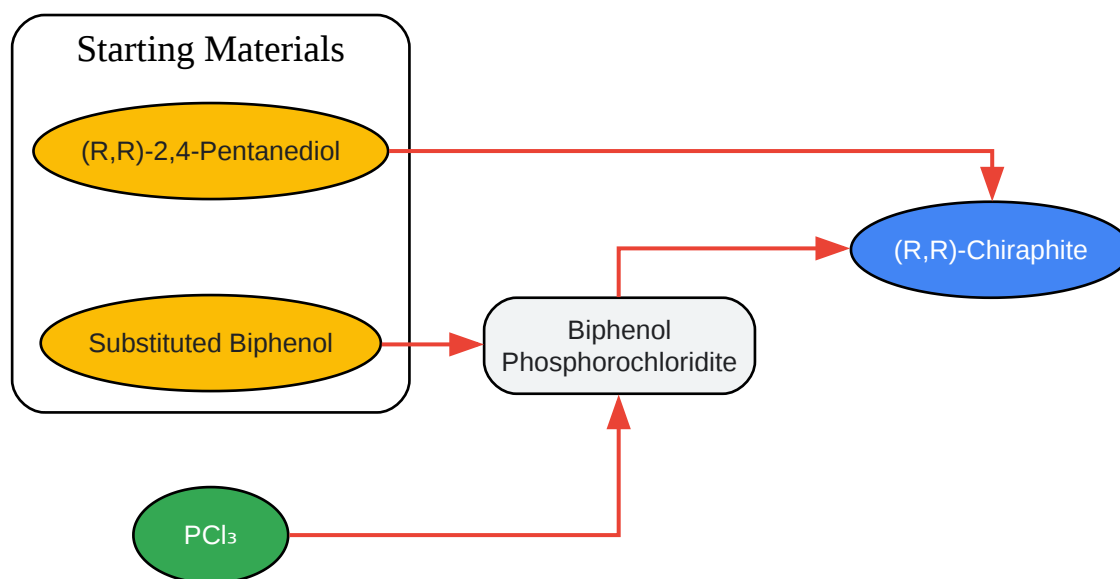 Starting Materials
(R,R)-2,4-Pentanediol
(R,R)-Chiraphite
Substituted Biphenol
Biphenol
Phosphorochloridite
PCl₃